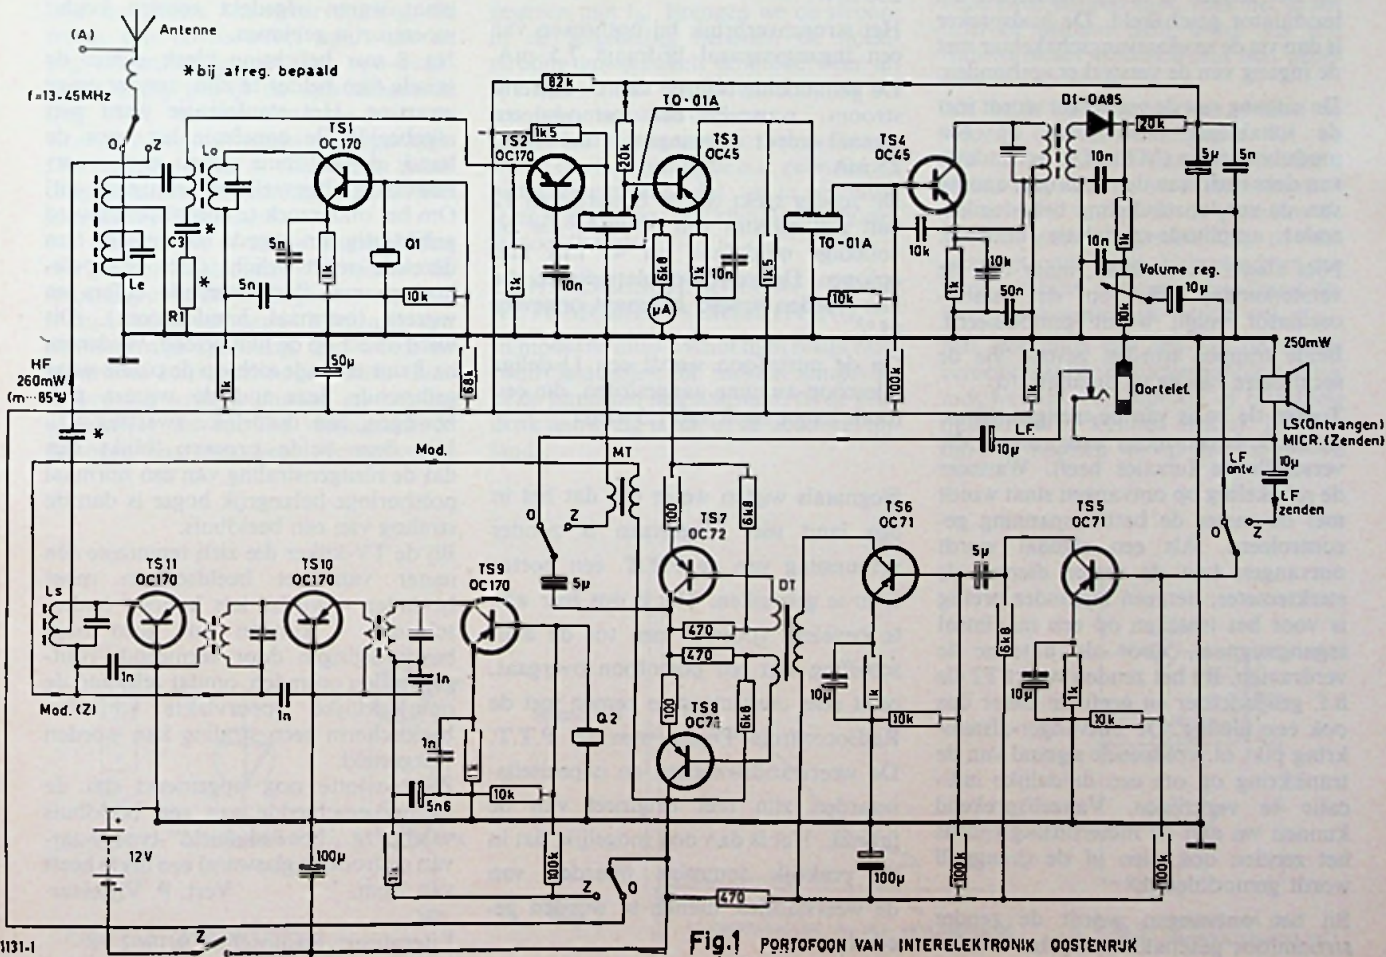 Antenne
(A)
*bij afreg. bepaald
f=13-45MHz
O
Z
Lo
TS1
OC170
C3
*
*
R1
Le
5n
5n
1k
Q1
10k
1k
50µ
68k
82k
1k5
TO-01A
TS2
OC170
20k
TS3
OC45
1k
10n
6k8
µA
1k
10n
1k5
TO-01A
10k
TS4
OC45
10k
100k
1k
10k
50n
1k
D1-OA85
20k
5µ
5n
10n
1k
10n
Volume reg.
10k
10µ
Oortelef.
250mW
LS(Ontvangen)
MICR.(Zenden)
HF
260mW
(m...85%)
*
LF.
10µ
LF
ontv.
10µ
LF
zenden
O
Z
Mod.
MT
O
Z
5µ
100
6k8
TS7
OC72
470
470
100
6k8
TS8
OC72
DT
TS6
OC71
5µ
TS5
OC71
10µ
1k
10k
6k8
10µ
1k
10k
Ls
TS11
OC170
TS10
OC170
TS9
OC170
1n
1n
1n
Mod.(Z)
1n
5n6
1k
10k
Q2
12V
100µ
1k
100k
Z
O
470
100µ
100k
100k
Z
1131-1
Fig.1 PORTOFOON VAN INTERELEKTRONIK OOSTENRIJK